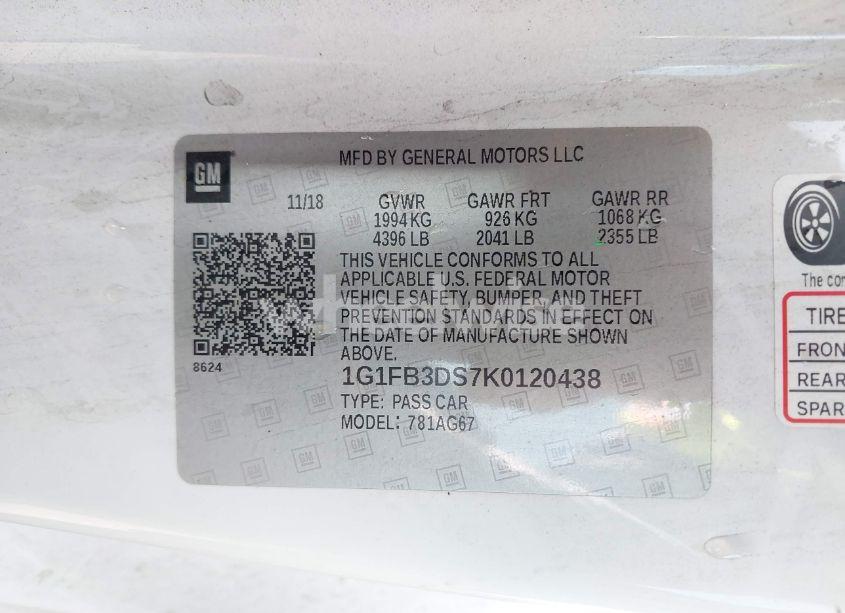 MFD BY GENERAL MOTORS LLC
GM
11/18 GVWR GAWR FRT GAWR RR
1994 KG 926 KG 1068 KG
4396 LB 2041 LB 2355 LB
THIS VEHICLE CONFORMS TO ALL
APPLICABLE U.S. FEDERAL MOTOR
VEHICLE SAFETY, BUMPER, AND THEFT
PREVENTION STANDARDS IN EFFECT ON
THE DATE OF MANUFACTURE SHOWN
ABOVE.
8624
1G1FB3DS7K0120438
TYPE: PASS CAR
MODEL: 781AG67
The co
TIRE
FRON
REAR
SPAR